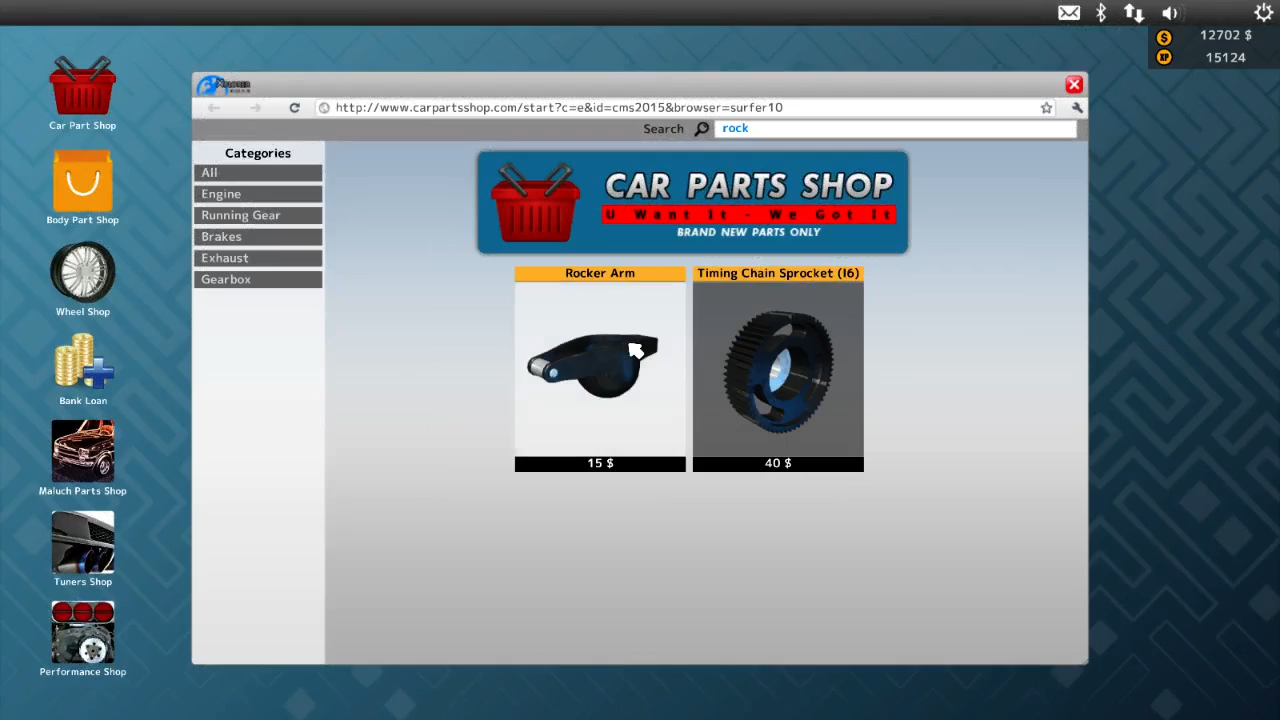 12702 $
15124
Car Part Shop
Body Part Shop
Wheel Shop
Bank Loan
Maluch Parts Shop
Tuners Shop
Performance Shop
http://www.carpartsshop.com/start?c=e&id=cms2015&browser=surfer10
Search rock
Categories
All
Engine
Running Gear
Brakes
Exhaust
Gearbox
CAR PARTS SHOP
U Want It - We Got It
BRAND NEW PARTS ONLY
Rocker Arm
15 $
Timing Chain Sprocket (I6)
40 $